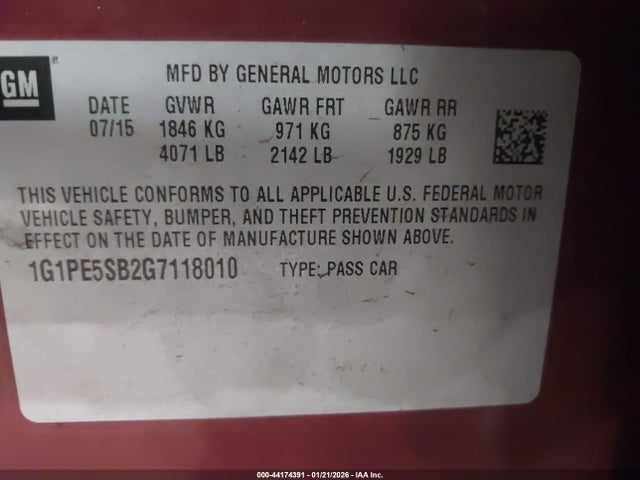 GM
MFD BY GENERAL MOTORS LLC
DATE GVWR GAWR FRT GAWR RR
07/15 1846 KG 971 KG 875 KG
4071 LB 2142 LB 1929 LB
THIS VEHICLE CONFORMS TO ALL APPLICABLE U.S. FEDERAL MOTOR
VEHICLE SAFETY, BUMPER, AND THEFT PREVENTION STANDARDS IN
EFFECT ON THE DATE OF MANUFACTURE SHOWN ABOVE.
1G1PE5SB2G7118010 TYPE: PASS CAR
000-44174391 - 01/21/2026 - IAA Inc.